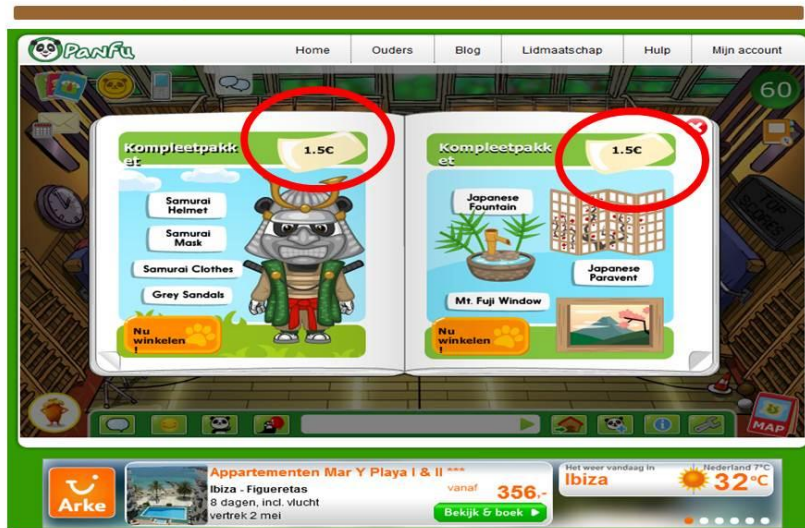 PANFU
Home Ouders Blog Lidmaatschap Hulp Mijn account
60
Kompleetpakk
et
1.5€
Samurai
Helmet
Samurai
Mask
Samurai Clothes
Grey Sandals
Nu
winkelen
!
Kompleetpakk
et
1.5€
Japanese
Fountain
Japanese
Paravent
Mt. Fuji Window
Nu
winkelen
!
TOP
SCORES
MAP
Arke
Appartementen Mar Y Playa I & II ***
Ibiza - Figueretas
8 dagen, incl. vlucht
vertrek 2 mei
vanaf 356,-
Bekijk & boek
Het weer vandaag in
Ibiza
Nederland 7°C
32°C